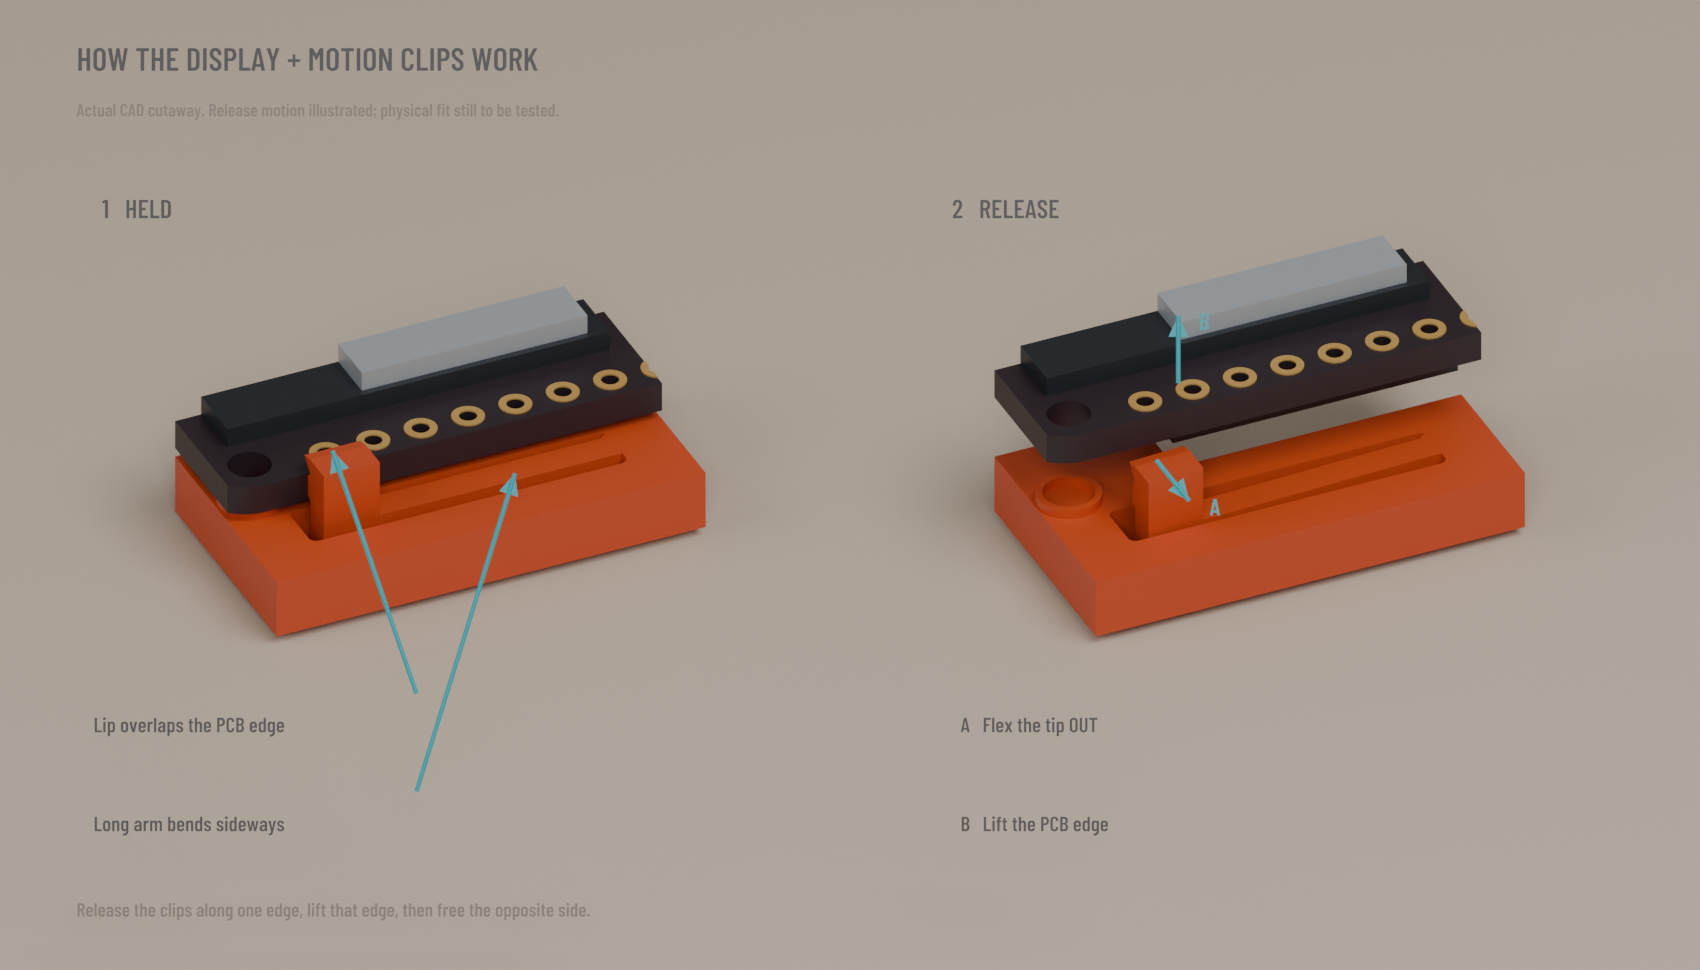 HOW THE DISPLAY + MOTION CLIPS WORK
Actual CAD cutaway. Release motion illustrated; physical fit still to be tested.
1 HELD
2 RELEASE
B
A
Lip overlaps the PCB edge
A Flex the tip OUT
Long arm bends sideways
B Lift the PCB edge
Release the clips along one edge, lift that edge, then free the opposite side.